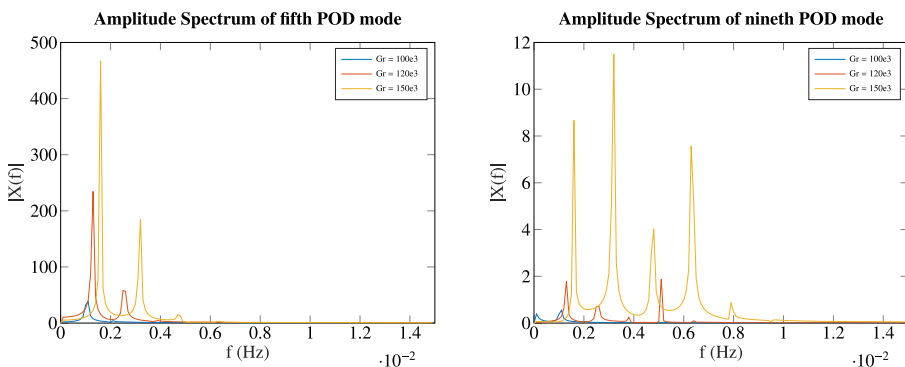 Amplitude Spectrum of fifth POD mode
500
400
300
200
100
0
|X(f)|
Gr = 100e3
Gr = 120e3
Gr = 150e3
0 0.2 0.4 0.6 0.8 1 1.2 1.4
f (Hz)
·10⁻²
Amplitude Spectrum of nineth POD mode
12
10
8
6
4
2
0
|X(f)|
Gr = 100e3
Gr = 120e3
Gr = 150e3
0 0.2 0.4 0.6 0.8 1 1.2 1.4
f (Hz)
·10⁻²